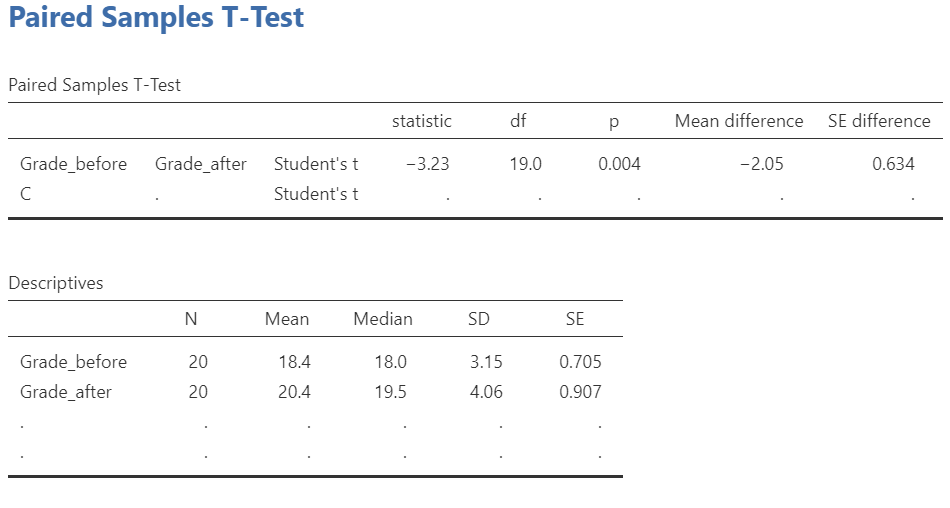 Paired Samples T-Test
Paired Samples T-Test
statistic df p Mean difference SE difference
Grade_before Grade_after Student's t −3.23 19.0 0.004 −2.05 0.634
C . Student's t . . . . .
Descriptives
N Mean Median SD SE
Grade_before 20 18.4 18.0 3.15 0.705
Grade_after 20 20.4 19.5 4.06 0.907
. . . . . .
. . . . . .